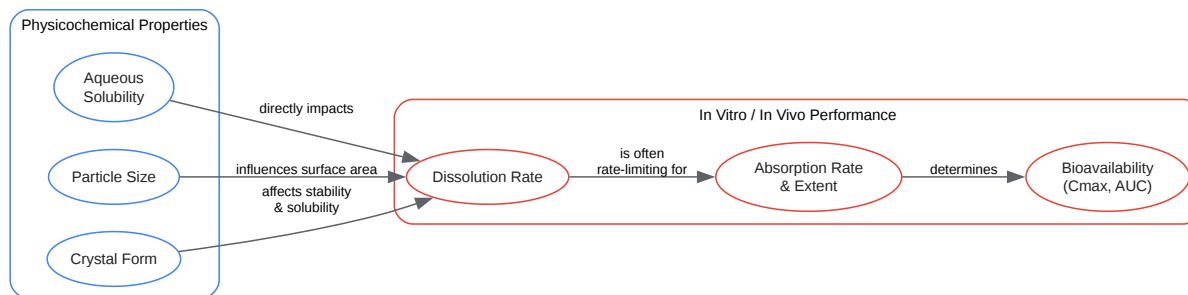 Physicochemical Properties
Aqueous
Solubility
directly impacts
In Vitro / In Vivo Performance
Particle Size
influences surface area
Dissolution Rate
is often
rate-limiting for
Absorption Rate
& Extent
determines
Bioavailability
(Cmax, AUC)
affects stability
& solubility
Crystal Form